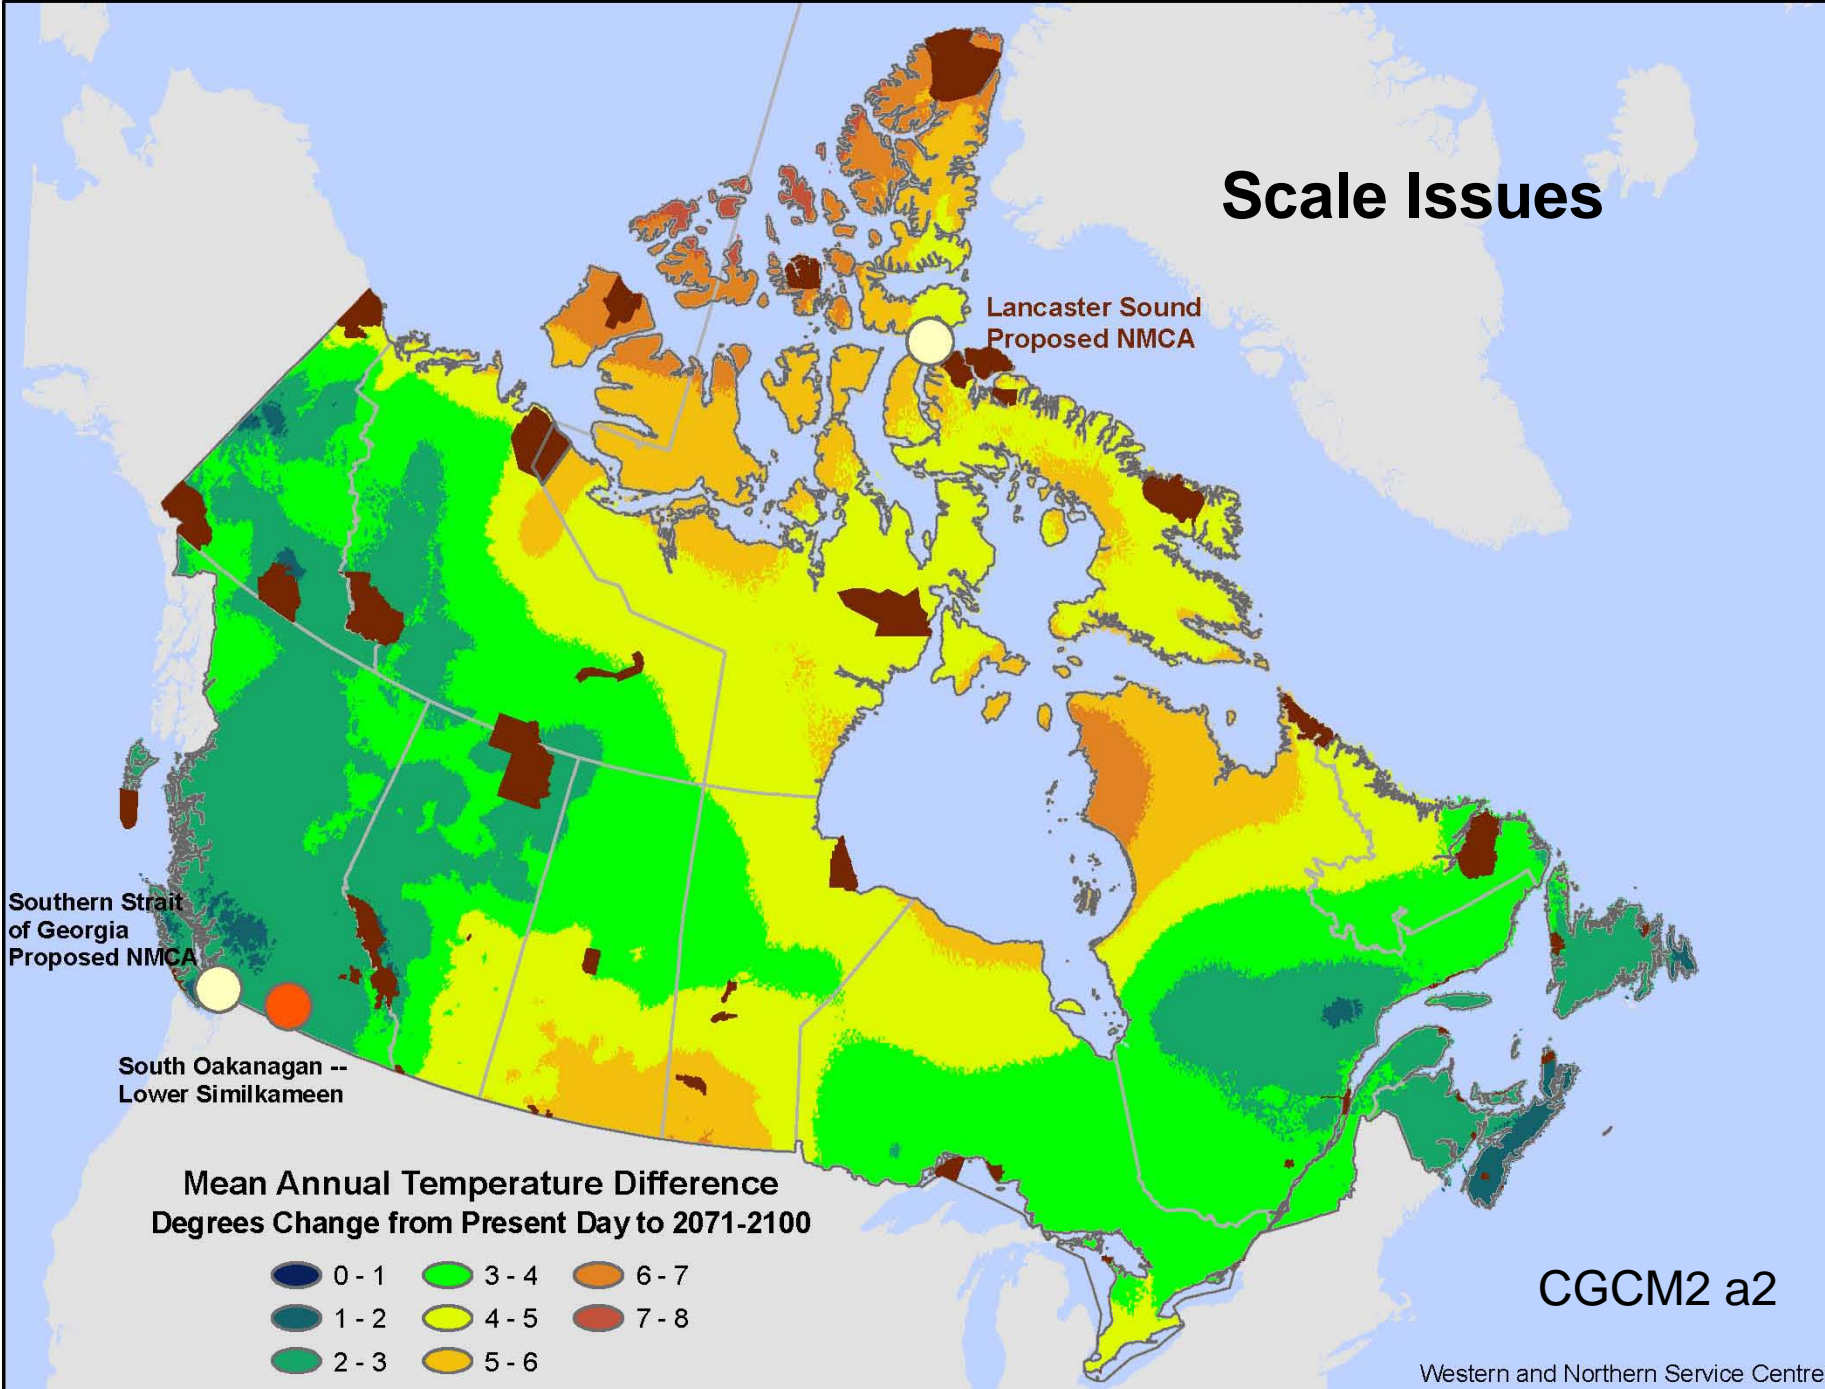 Scale Issues
Lancaster Sound
Proposed NMCA
Southern Strait
of Georgia
Proposed NMCA
South Oakanagan --
Lower Similkameen
Mean Annual Temperature Difference
Degrees Change from Present Day to 2071-2100
0 - 1
3 - 4
6 - 7
1 - 2
4 - 5
7 - 8
2 - 3
5 - 6
CGCM2 a2
Western and Northern Service Centre